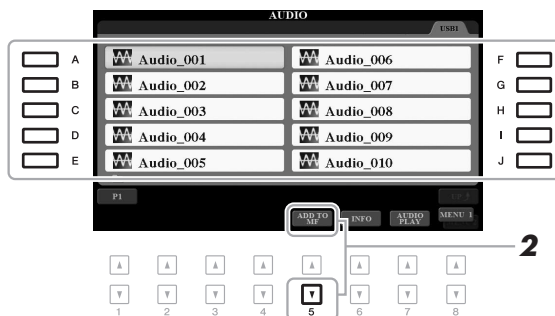 AUDIO
USB1
A Audio_001 Audio_006 F
B Audio_002 Audio_007 G
C Audio_003 Audio_008 H
D Audio_004 Audio_009 I
E Audio_005 Audio_010 J
P1 UP
ADD TO MF INFO AUDIO PLAY MENU 1
2
1 2 3 4 5 6 7 8